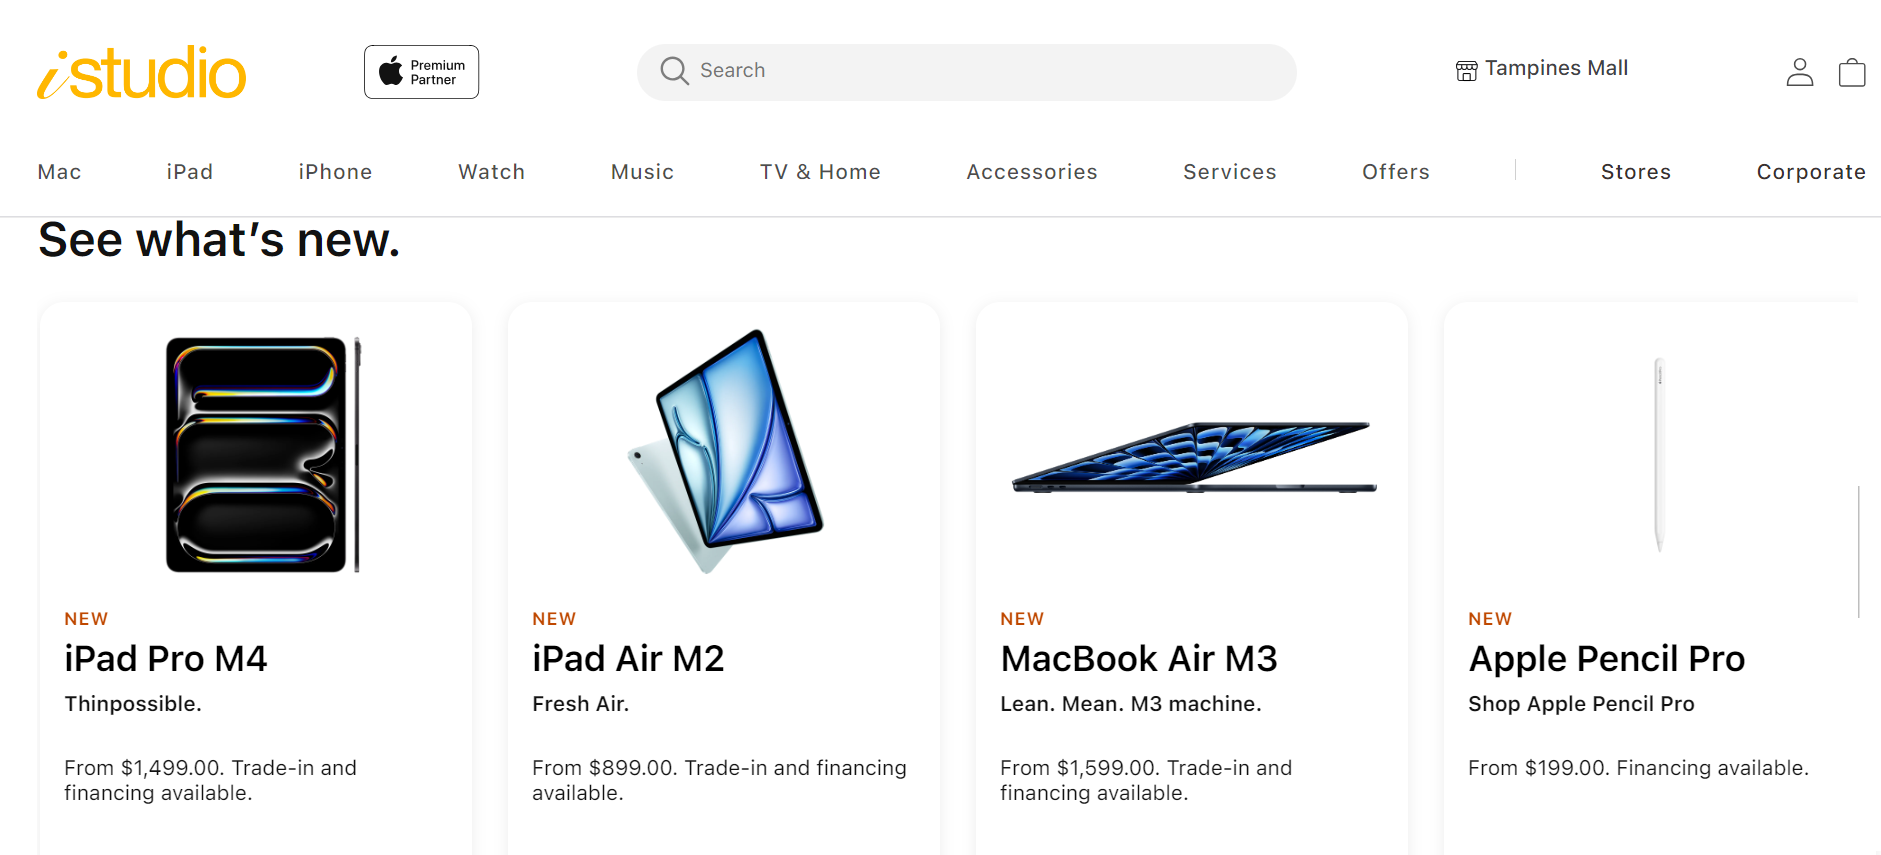 istudio
Premium
Partner
Search
Tampines Mall
Mac
iPad
iPhone
Watch
Music
TV & Home
Accessories
Services
Offers
Stores
Corporate
See what’s new.
NEW
iPad Pro M4
Thinpossible.
From $1,499.00. Trade-in and
financing available.
NEW
iPad Air M2
Fresh Air.
From $899.00. Trade-in and financing
available.
NEW
MacBook Air M3
Lean. Mean. M3 machine.
From $1,599.00. Trade-in and
financing available.
NEW
Apple Pencil Pro
Shop Apple Pencil Pro
From $199.00. Financing available.